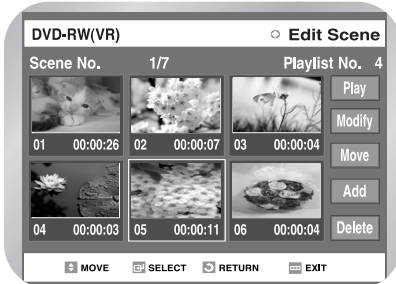 DVD-RW(VR) Edit Scene
Scene No. 1/7 Playlist No. 4
Play
Modify
01 00:00:26 02 00:00:07 03 00:00:04
Move
Add
04 00:00:03 05 00:00:11 06 00:00:04
Delete
MOVE SELECT RETURN EXIT